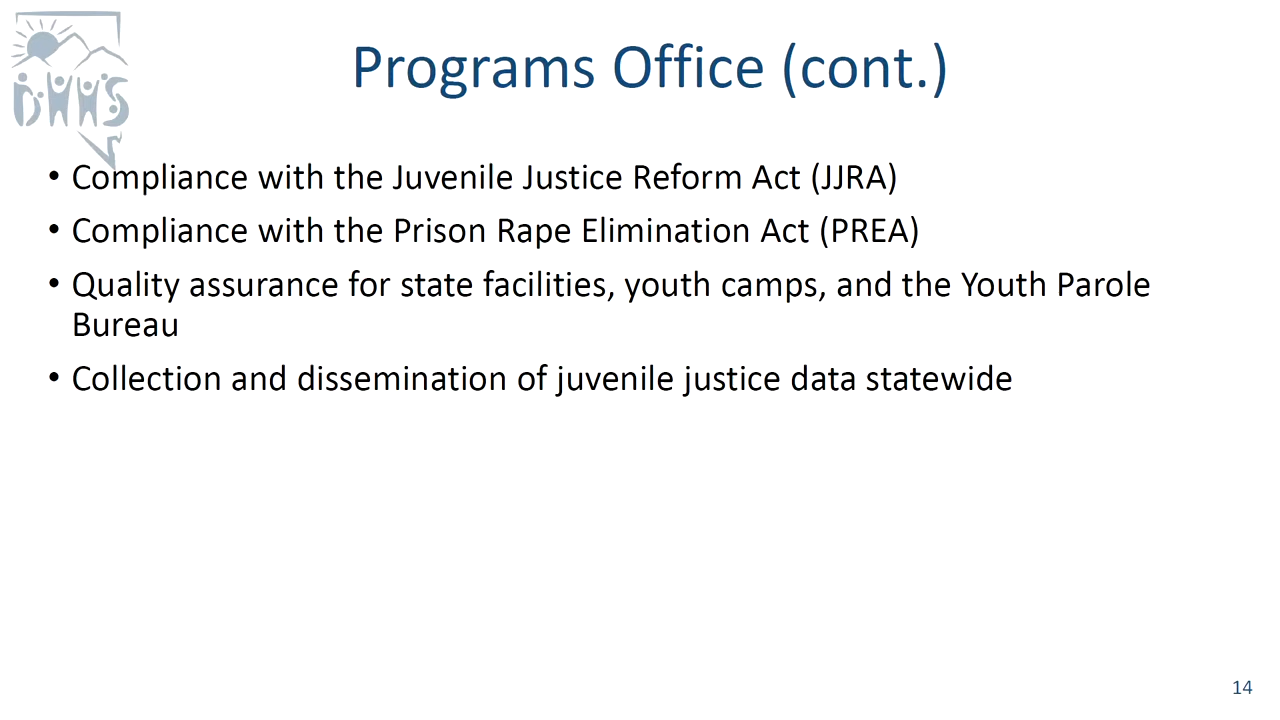 DHHS
Programs Office (cont.)
• Compliance with the Juvenile Justice Reform Act (JJRA)
• Compliance with the Prison Rape Elimination Act (PREA)
• Quality assurance for state facilities, youth camps, and the Youth Parole
Bureau
• Collection and dissemination of juvenile justice data statewide
14